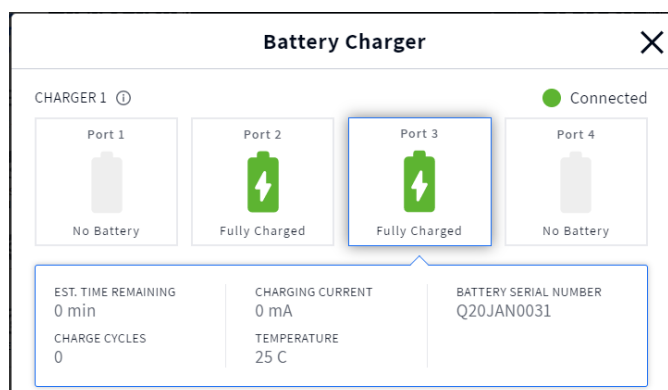 Battery Charger
CHARGER 1
Connected
Port 1
Port 2
Port 3
Port 4
No Battery
Fully Charged
Fully Charged
No Battery
EST. TIME REMAINING
0 min
CHARGING CURRENT
0 mA
BATTERY SERIAL NUMBER
Q20JAN0031
CHARGE CYCLES
0
TEMPERATURE
25 C